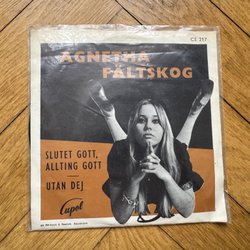 CS 217
AGNETHA
FÄLTSKOG
SLUTET GOTT,
ALLTING GOTT
UTAN DEJ
Cupol